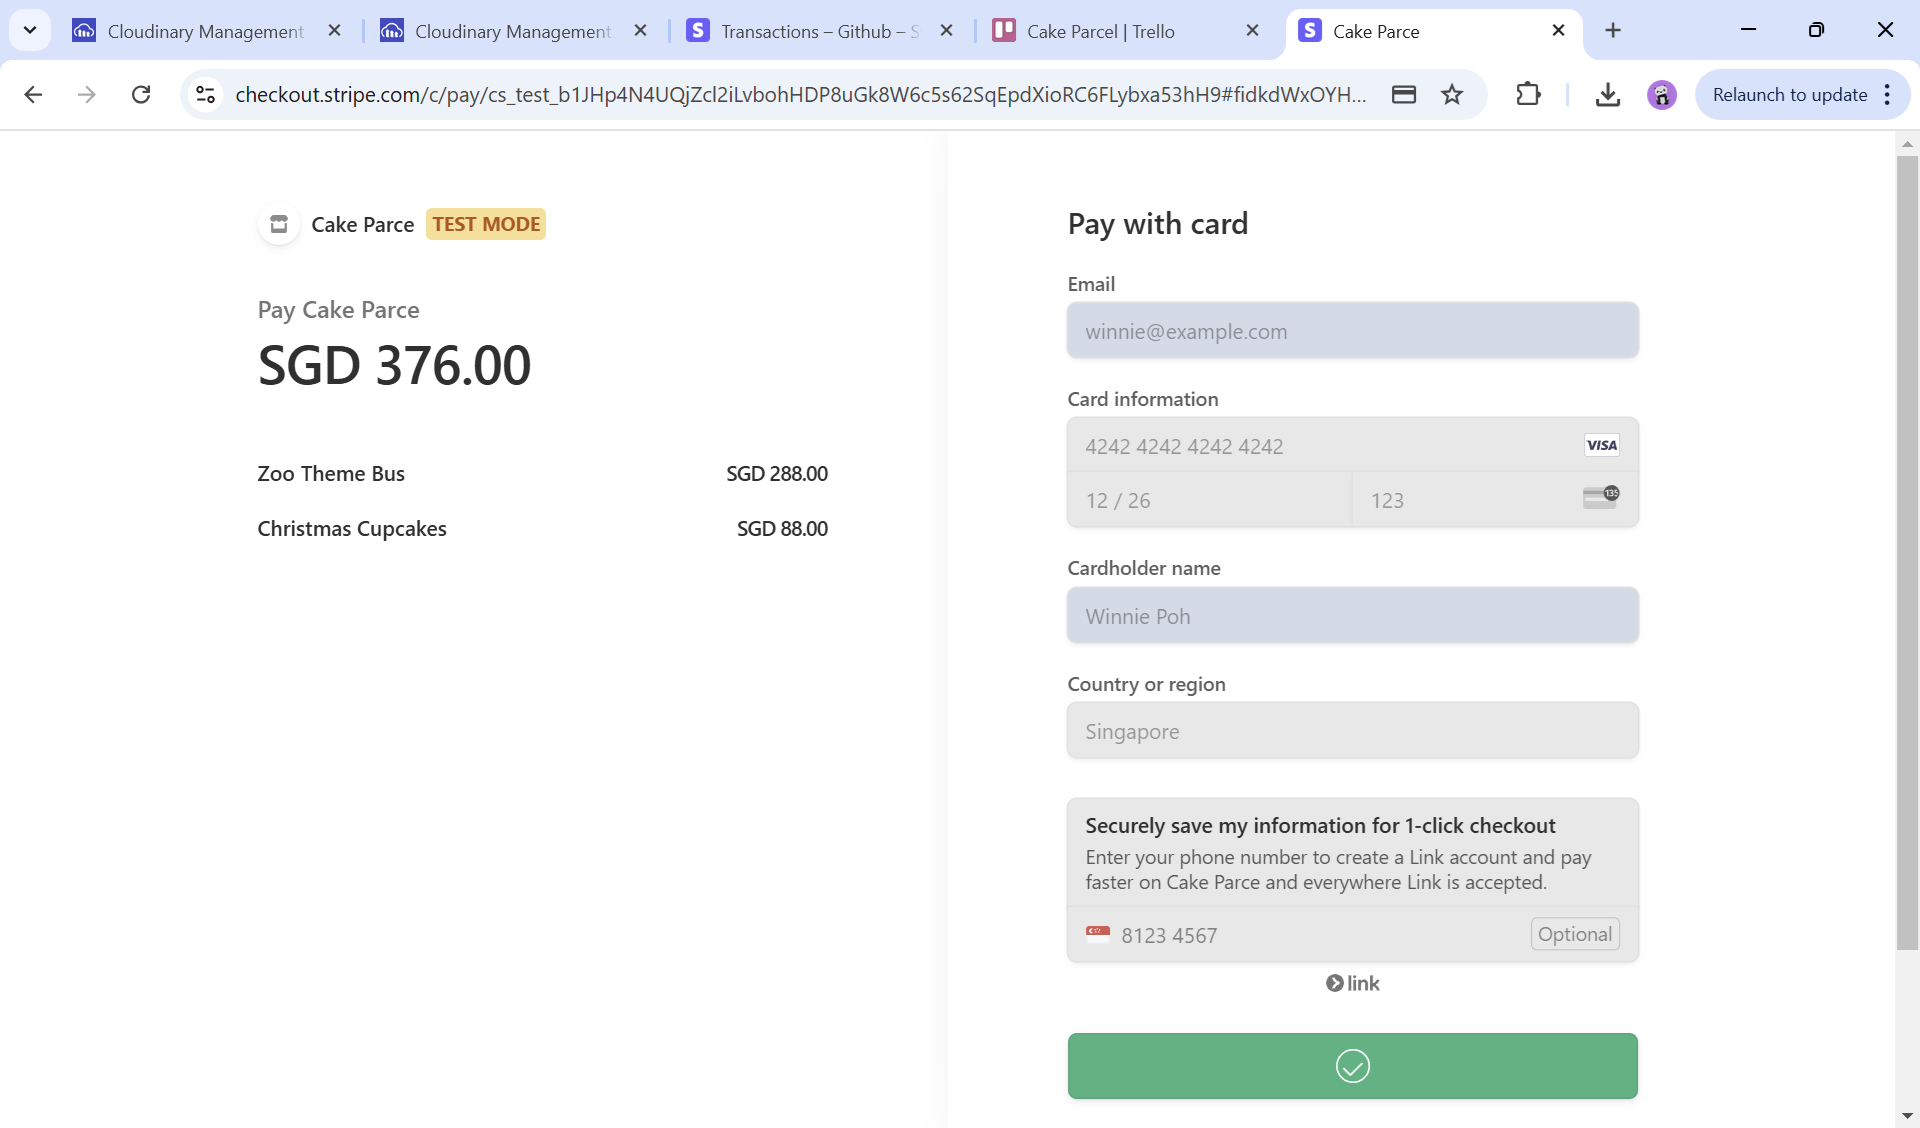 Cloudinary Management
Cloudinary Management
Transactions – Github – S
Cake Parcel | Trello
Cake Parce
checkout.stripe.com/c/pay/cs_test_b1JHp4N4UQjZcl2iLvbohHDP8uGk8W6c5s62SqEpdXioRC6FLybxa53hH9#fidkdWxOYH...
Relaunch to update
Cake Parce TEST MODE
Pay Cake Parce
SGD 376.00
Zoo Theme Bus SGD 288.00
Christmas Cupcakes SGD 88.00
Pay with card
Email
winnie@example.com
Card information
4242 4242 4242 4242 VISA
12 / 26 123 135
Cardholder name
Winnie Poh
Country or region
Singapore
Securely save my information for 1-click checkout
Enter your phone number to create a Link account and pay
faster on Cake Parce and everywhere Link is accepted.
8123 4567 Optional
link